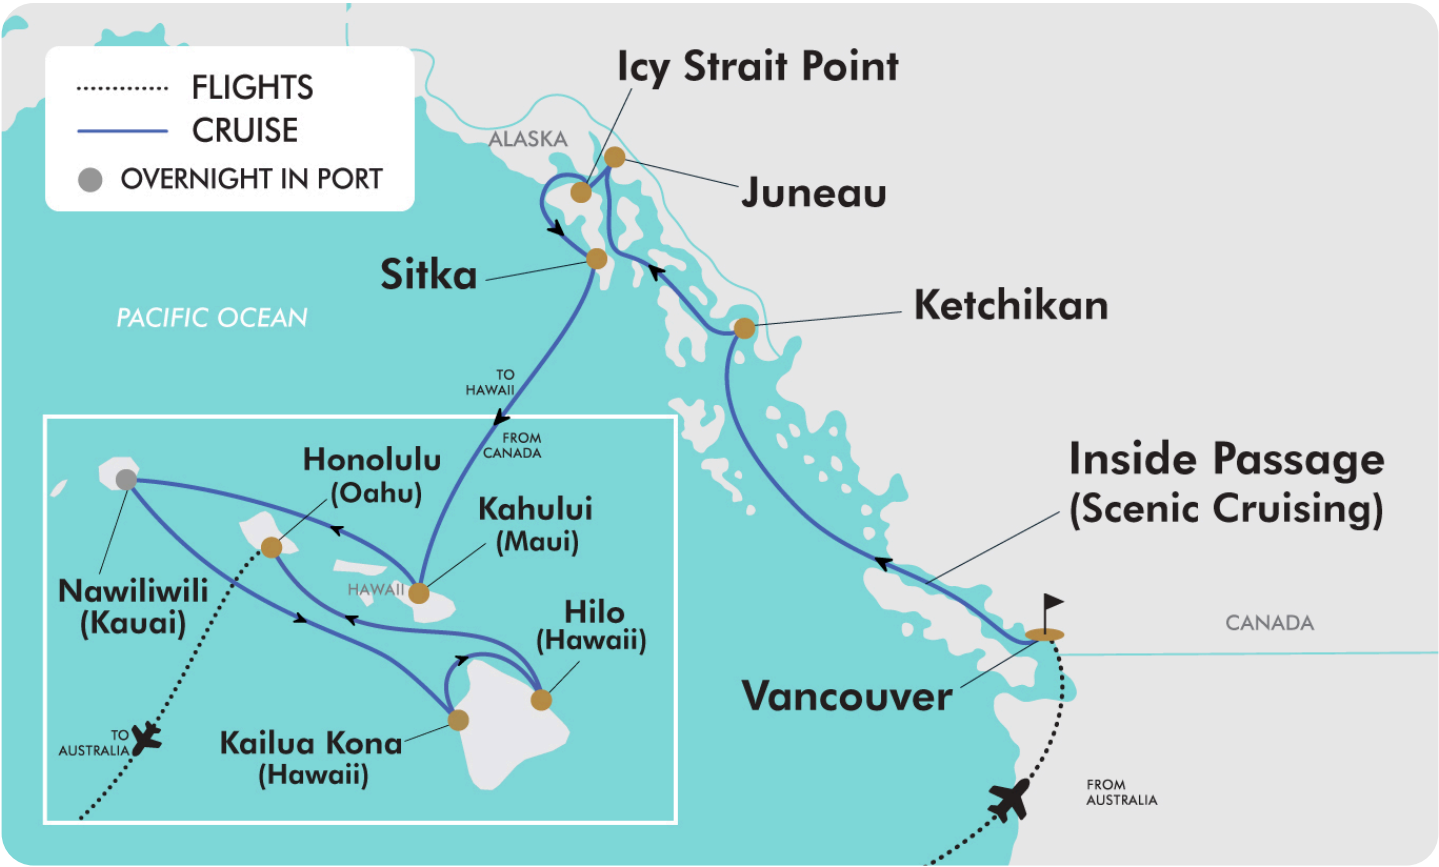 FLIGHTS
CRUISE
OVERNIGHT IN PORT
Icy Strait Point
ALASKA
Juneau
Sitka
Ketchikan
PACIFIC OCEAN
TO
HAWAII
FROM
CANADA
Honolulu
(Oahu)
Kahului
(Maui)
Inside Passage
(Scenic Cruising)
Nawiliwili
(Kauai)
HAWAII
Hilo
(Hawaii)
CANADA
Vancouver
TO
AUSTRALIA
Kailua Kona
(Hawaii)
FROM
AUSTRALIA